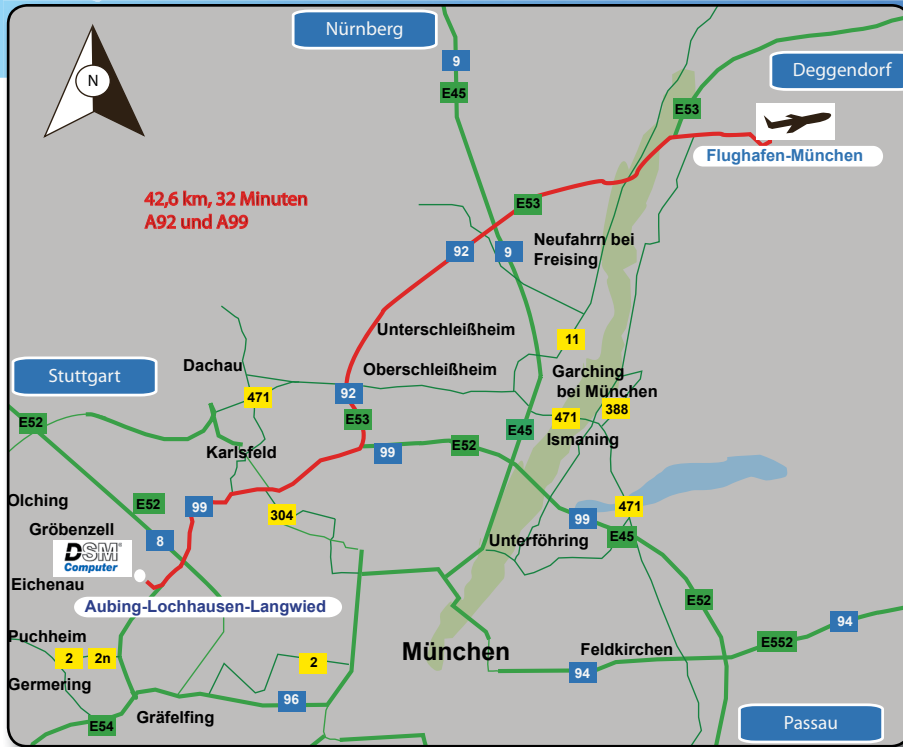 Nürnberg
Deggendorf
9
E45
E53
N
Flughafen-München
42,6 km, 32 Minuten
A92 und A99
E53
92
9
Neufahrn bei
Freising
Unterschleißheim
11
Dachau
Oberschleißheim
Garching
bei München
Stuttgart
92
471
388
E52
E53
471
E45
Ismaning
Karlsfeld
99
E52
Olching
E52
99
304
471
99
Gröbenzell
8
Unterföhring
E45
DSM®
Computer
Eichenau
Aubing-Lochhausen-Langwied
E52
Puchheim
94
2
2n
2
München
Feldkirchen
E552
Germering
94
96
E54
Gräfelfing
Passau